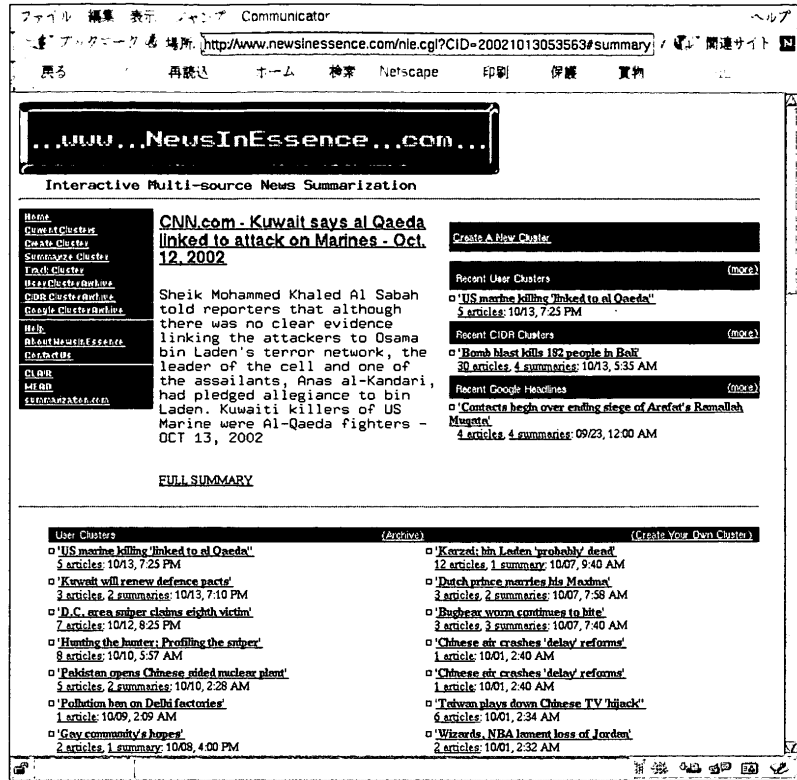 ファイル 編集 表示 ジャンプ Communicator ヘルプ
ブックマーク 場所: http://www.newsinessence.com/nie.cgi?CID=20021013053563#summary 関連サイト N
戻る 再読込 ホーム 検索 Netscape 印刷 保護 買物
...www...NewsInEssence...com...
Interactive Multi-source News Summarization
Home
Current Clusters
Create Cluster
Summarize Cluster
Track Cluster
User Cluster Archive
CIDR Cluster Archive
Google Cluster Archive
Help
About NewsInEssence
Contact Us
CLAIR
MEAD
summarization.com
CNN.com - Kuwait says al Qaeda
linked to attack on Marines - Oct.
12, 2002
Sheik Mohammed Khaled Al Sabah
told reporters that although
there was no clear evidence
linking the attackers to Osama
bin Laden's terror network, the
leader of the cell and one of
the assailants, Anas al-Kandari,
had pledged allegiance to bin
Laden. Kuwaiti killers of US
Marine were Al-Qaeda fighters -
OCT 13, 2002
FULL SUMMARY
Create A New Cluster
Recent User Clusters (more)
'US marine killing 'linked to al Qaeda''
5 articles: 10/13, 7:25 PM
Recent CIDR Clusters (more)
'Bomb blast kills 182 people in Bali'
30 articles, 4 summaries: 10/13, 5:35 AM
Recent Google Headlines (more)
'Contacts begin over ending siege of Arafat's Ramallah
Muqata'
4 articles, 4 summaries: 09/23, 12:00 AM
User Clusters (Archive) (Create Your Own Cluster)
'US marine killing 'linked to al Qaeda''
5 articles: 10/13, 7:25 PM
'Kuwait will renew defence pacts'
3 articles, 2 summaries: 10/13, 7:10 PM
'D.C. area sniper claims eighth victim'
7 articles: 10/12, 8:25 PM
'Hunting the hunter: Profiling the sniper'
8 articles: 10/10, 5:57 AM
'Pakistan opens Chinese aided nuclear plant'
5 articles, 2 summaries: 10/10, 2:28 AM
'Pollution ban on Delhi factories'
1 article: 10/09, 2:09 AM
'Gay community's hopes'
2 articles, 1 summary: 10/08, 4:00 PM
'Karzai: bin Laden 'probably' dead'
12 articles, 1 summary: 10/07, 9:40 AM
'Dutch prince marries his Maxima'
3 articles, 2 summaries: 10/07, 7:58 AM
'Bugbear worm continues to bite'
3 articles, 3 summaries: 10/07, 7:40 AM
'Chinese air crashes 'delay' reforms'
1 article: 10/01, 2:40 AM
'Chinese air crashes 'delay' reforms'
1 article: 10/01, 2:40 AM
'Taiwan plays down Chinese TV 'hijack''
6 articles: 10/01, 2:34 AM
'Wizards, NBA lament loss of Jordan'
2 articles: 10/01, 2:32 AM